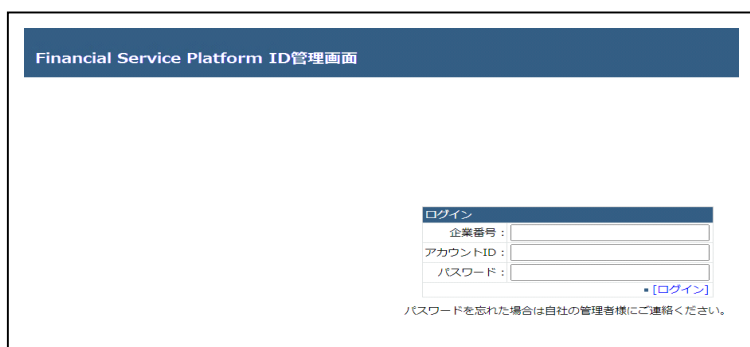 Financial Service Platform ID管理画面
ログイン
企業番号：
アカウントID：
パスワード：
[ログイン]
パスワードを忘れた場合は自社の管理者様にご連絡ください。